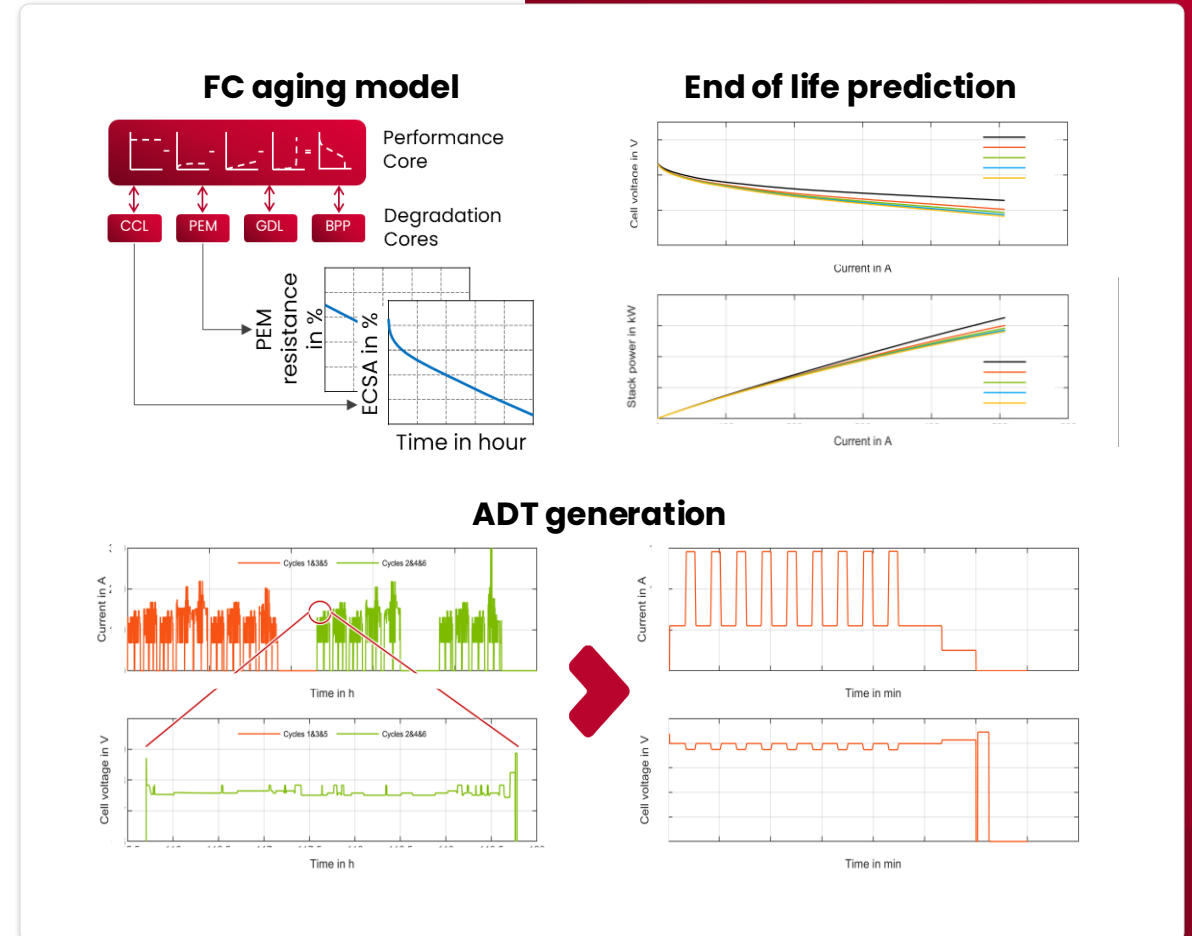 FC aging model
Performance
Core
CCL
PEM
GDL
BPP
Degradation
Cores
PEM
resistance
in %
ECSA in %
Time in hour
End of life prediction
Cell voltage in V
Current in A
Stack power in kW
Current in A
ADT generation
Cycles 1&3&5
Cycles 2&4&6
Current in A
Time in h
Cycles 1&3&5
Cycles 2&4&6
Cell voltage in V
Time in h
Current in A
Time in min
Cell voltage in V
Time in min